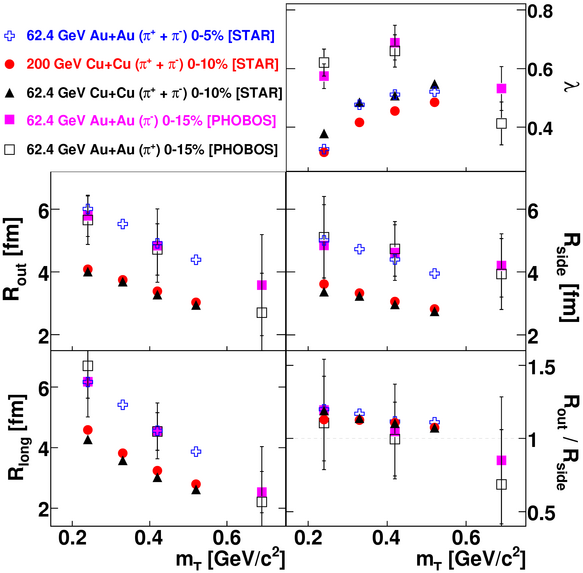 62.4 GeV Au+Au (π⁺ + π⁻) 0-5% [STAR]
200 GeV Cu+Cu (π⁺ + π⁻) 0-10% [STAR]
62.4 GeV Cu+Cu (π⁺ + π⁻) 0-10% [STAR]
62.4 GeV Au+Au (π⁻) 0-15% [PHOBOS]
62.4 GeV Au+Au (π⁺) 0-15% [PHOBOS]
0.8
0.6
0.4
λ
6
4
2
R_out [fm]
6
4
2
R_side [fm]
6
4
2
R_long [fm]
1.5
1
0.5
R_out / R_side
0.2 0.4 0.6
m_T [GeV/c²]
0.2 0.4 0.6
m_T [GeV/c²]